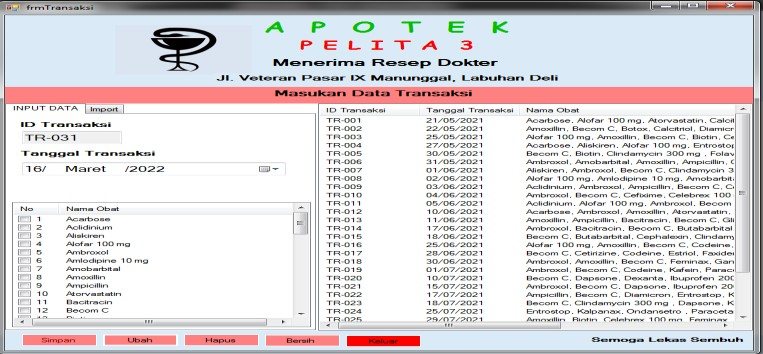 frmTransaksi
APOTEK
PELITA 3
Menerima Resep Dokter
Jl. Veteran Pasar IX Manunggal, Labuhan Deli
Masukan Data Transaksi
INPUT DATA Import
ID Transaksi
TR-031
Tanggal Transaksi
16/ Maret /2022
No Nama Obat
1 Acarbose
2 Aclidinium
3 Aliskiren
4 Alofar 100 mg
5 Ambroxol
6 Amlodipine 10 mg
7 Amobarbital
8 Amoxillin
9 Ampicillin
10 Atorvastatin
11 Bacitracin
12 Becom C
ID Transaksi Tanggal Transaksi Nama Obat
TR-001 21/05/2021 Acarbose, Alofar 100 mg, Atorvastatin, Calcit
TR-002 22/05/2021 Amoxillin, Becom C, Botox, Calcitriol, Diamicr
TR-003 25/05/2021 Alofar 100 mg, Amoxillin, Becom C, Entrosto
TR-004 27/05/2021 Acarbose, Aliskiren, Alofar 100 mg, Biotin, Ce
TR-005 30/05/2021 Becom C, Biotin, Clindamycin 300 mg , Folav
TR-006 31/05/2021 Ambroxol, Amobarbital, Amoxillin, Ampicillin, C
TR-007 01/06/2021 Aliskiren, Ambroxol, Becom C, Clindamycin 3
TR-008 02/06/2021 Alofar 100 mg, Amlodipine 10 mg, Amobarbita
TR-009 03/06/2021 Aclidinium, Ambroxol, Ampicillin, Becom C, C
TR-010 04/06/2021 Ambroxol, Becom C, Cefixime, Celebrex 100
TR-011 05/06/2021 Aclidinium, Alofar 100 mg, Ambroxol, Becom
TR-012 10/06/2021 Acarbose, Ambroxol, Amoxillin, Atorvastatin,
TR-013 11/06/2021 Amoxillin, Ampicillin, Bacitracin, Becom C, Gli
TR-014 17/06/2021 Ambroxol, Bacitracin, Becom C, Butabarbital
TR-015 18/06/2021 Becom C, Butabarbital, Cephalexin, Clindamy
TR-016 25/06/2021 Alofar 100 mg, Amoxillin, Becom C, Codeine,
TR-017 28/06/2021 Becom C, Cetirizine, Codeine, Estriol, Faxider
TR-018 30/06/2021 Ambroxol, Amoxillin, Becom C, Feminax, Gan
TR-019 01/07/2021 Ambroxol, Becom C, Codeine, Kafein, Parac
TR-020 10/07/2021 Becom C, Dapsone, Dexanta, Ibuprofen 200
TR-021 15/07/2021 Ambroxol, Becom C, Dapsone, Ibuprofen 20
TR-022 17/07/2021 Ampicillin, Becom C, Diamicron, Entrostop, K
TR-023 18/07/2021 Becom C, Clindamycin 300 mg , Dapsone, K
TR-024 25/07/2021 Entrostop, Kalpanax, Ondansetro , Paraceta
TR-025 29/07/2021 Amoxillin, Biotin, Celebrex 100 mg, Feminax
Simpan Ubah Hapus Bersih Keluar Semoga Lekas Sembuh